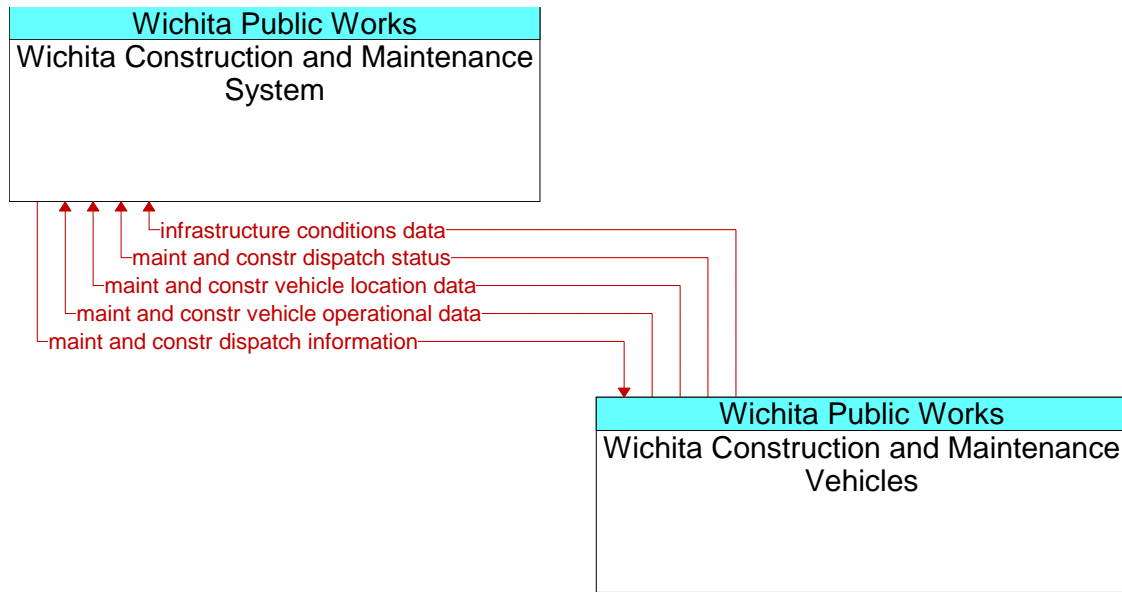 Wichita Public Works
Wichita Construction and Maintenance
System
infrastructure conditions data
maint and constr dispatch status
maint and constr vehicle location data
maint and constr vehicle operational data
maint and constr dispatch information
Wichita Public Works
Wichita Construction and Maintenance
Vehicles